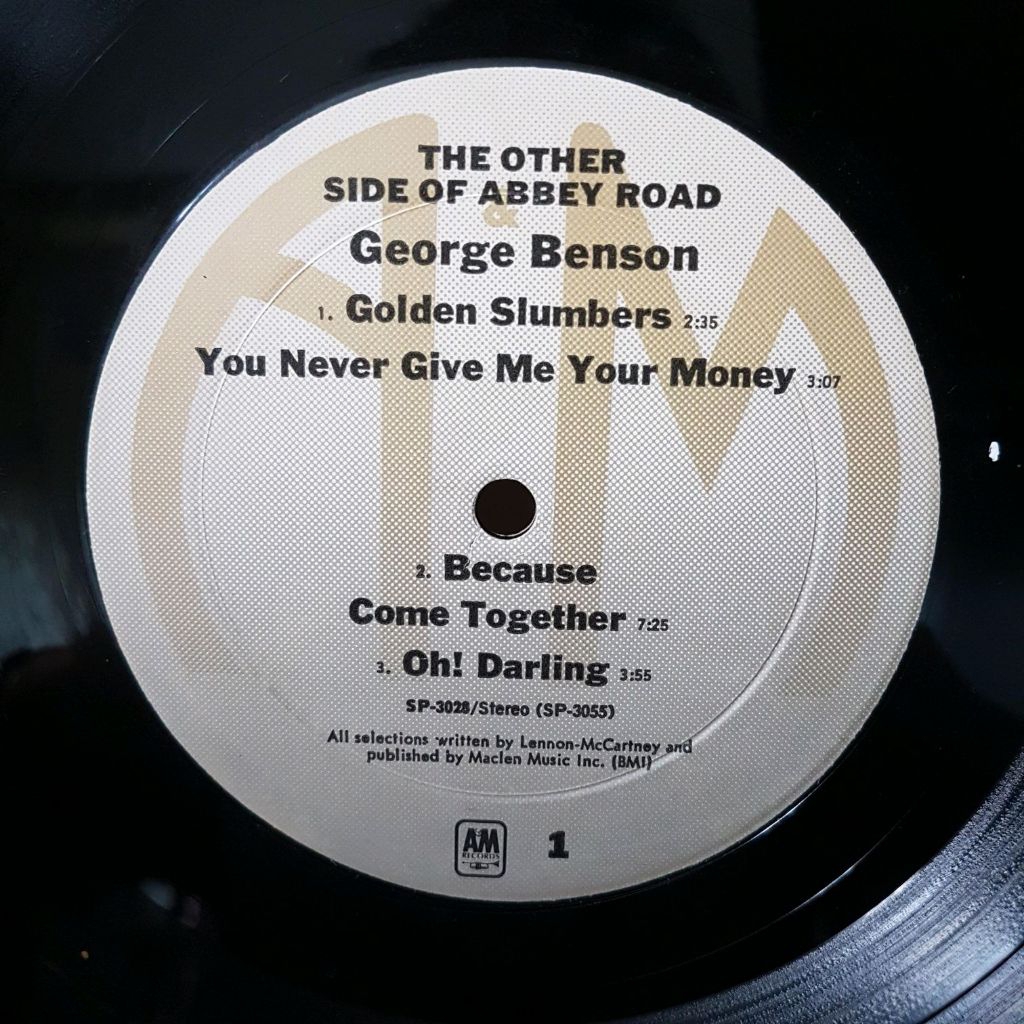 THE OTHER
SIDE OF ABBEY ROAD
&
George Benson
1. Golden Slumbers 2:35
You Never Give Me Your Money 3:07
2. Because
Come Together 7:25
3. Oh! Darling 3:55
SP-3028/Stereo (SP-3055)
All selections written by Lennon-McCartney and
published by Maclen Music Inc. (BMI)
A&M
RECORDS
1